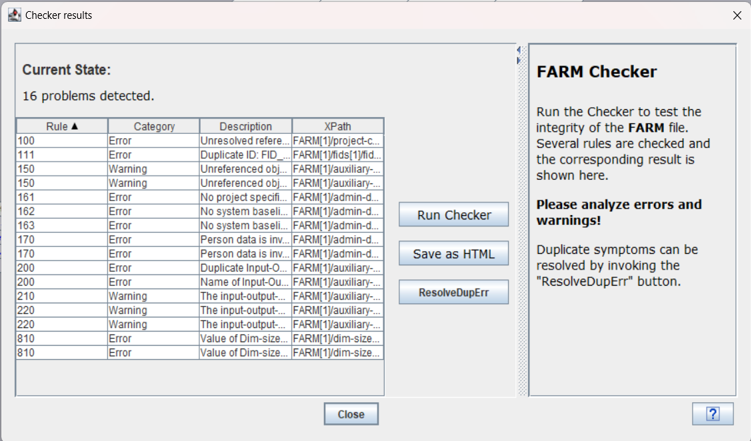 Checker results
Current State:
16 problems detected.
Rule ▲ Category Description XPath
100 Error Unresolved refere... FARM[1]/project-c...
111 Error Duplicate ID: FID_... FARM[1]/fids[1]/fid...
150 Warning Unreferenced obj... FARM[1]/auxiliary-...
150 Warning Unreferenced obj... FARM[1]/auxiliary-...
161 Error No project specifi... FARM[1]/admin-d...
162 Error No system baseli... FARM[1]/admin-d...
163 Error No system baseli... FARM[1]/admin-d...
170 Error Person data is inv... FARM[1]/admin-d...
170 Error Person data is inv... FARM[1]/admin-d...
200 Error Duplicate Input-O... FARM[1]/auxiliary-...
200 Error Name of Input-Ou... FARM[1]/auxiliary-...
210 Warning The input-output-... FARM[1]/auxiliary-...
220 Warning The input-output-... FARM[1]/auxiliary-...
220 Warning The input-output-... FARM[1]/auxiliary-...
810 Error Value of Dim-size... FARM[1]/dim-size...
810 Error Value of Dim-size... FARM[1]/dim-size...
Run Checker
Save as HTML
ResolveDupErr
FARM Checker
Run the Checker to test the
integrity of the FARM file.
Several rules are checked and
the corresponding result is
shown here.
Please analyze errors and
warnings!
Duplicate symptoms can be
resolved by invoking the
"ResolveDupErr" button.
Close
?